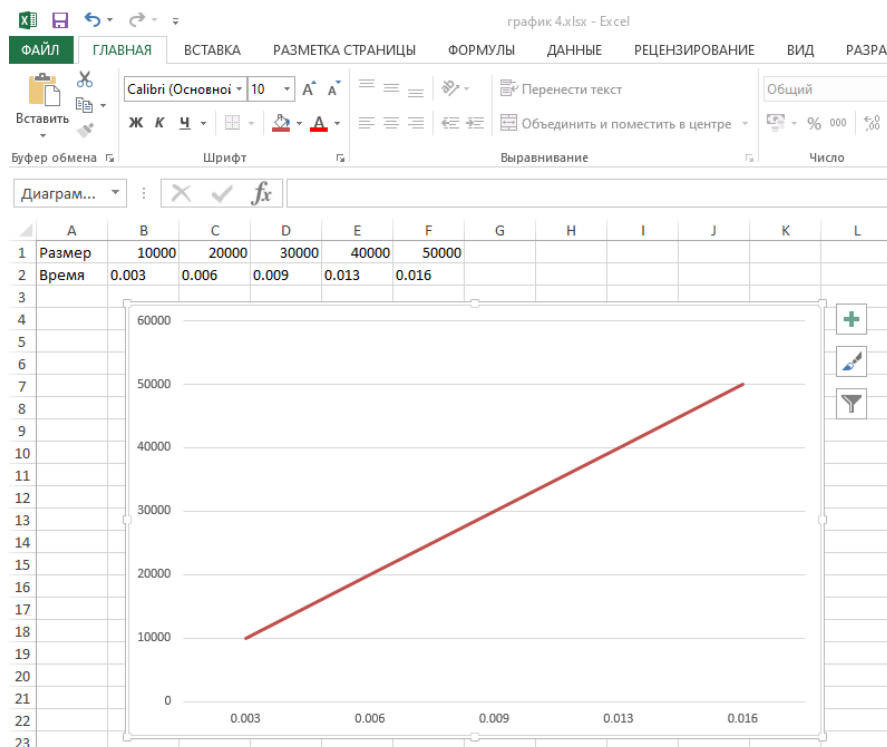 график 4.xlsx - Excel
ФАЙЛ ГЛАВНАЯ ВСТАВКА РАЗМЕТКА СТРАНИЦЫ ФОРМУЛЫ ДАННЫЕ РЕЦЕНЗИРОВАНИЕ ВИД РАЗРА
Calibri (Основної 10 A A Перенести текст Общий
Вставить Ж К Ч Объединить и поместить в центре % 000
Буфер обмена Шрифт Выравнивание Число
Диаграм... fx
A B C D E F G H I J K L
1 Размер 10000 20000 30000 40000 50000
2 Время 0.003 0.006 0.009 0.013 0.016
3
4 60000
5
6
7 50000
8
9
10 40000
11
12
13 30000
14
15
16 20000
17
18 10000
19
20
21 0
22 0.003 0.006 0.009 0.013 0.016
23